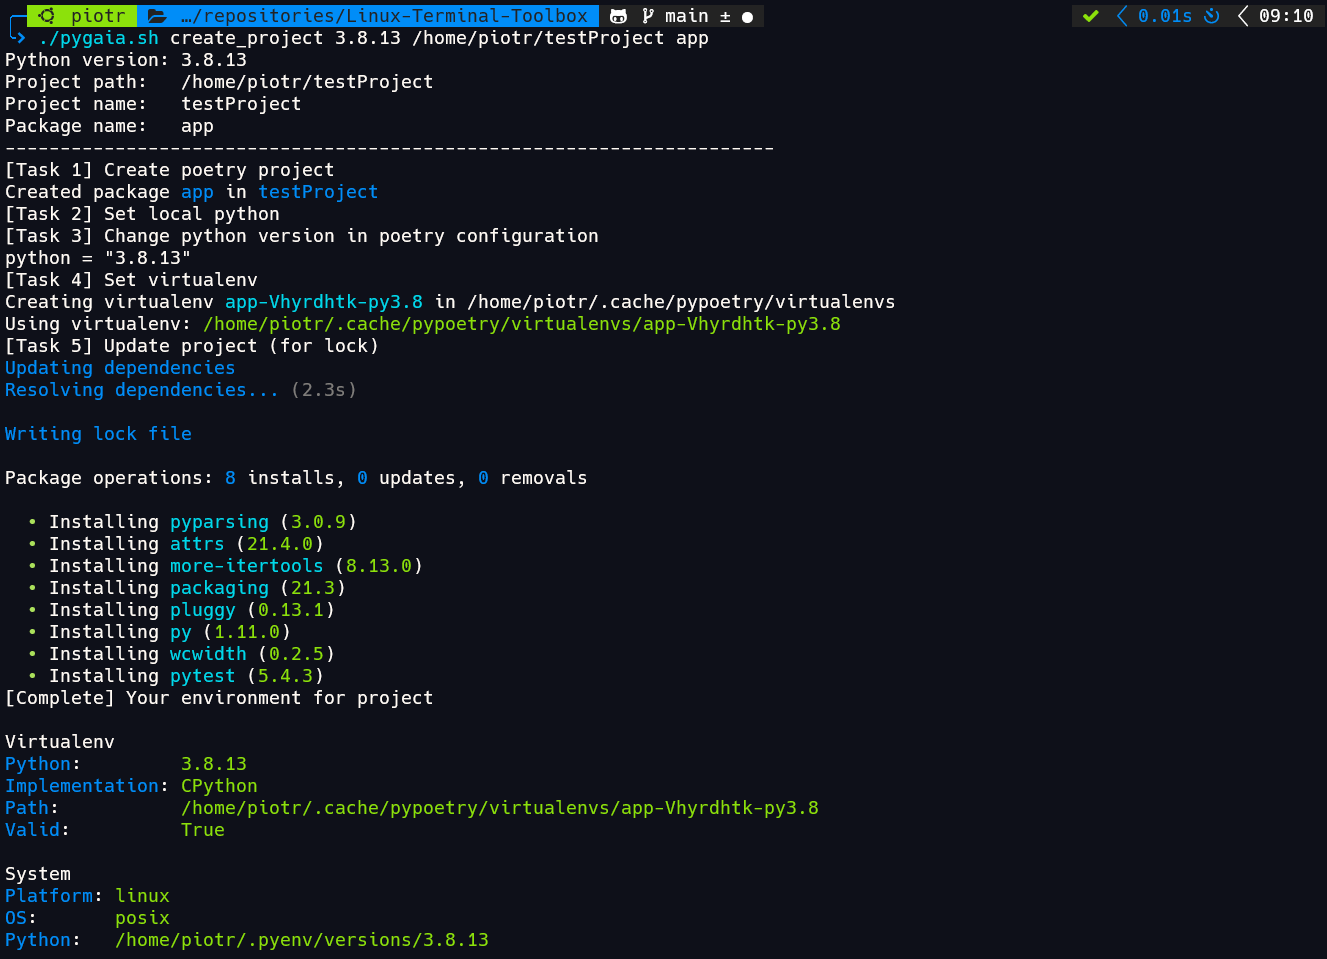 piotr …/repositories/Linux-Terminal-Toolbox main ± ● 0.01s 09:10
./pygaia.sh create_project 3.8.13 /home/piotr/testProject app
Python version: 3.8.13
Project path:   /home/piotr/testProject
Project name:   testProject
Package name:   app
----------------------------------------------------------------------
[Task 1] Create poetry project
Created package app in testProject
[Task 2] Set local python
[Task 3] Change python version in poetry configuration
python = "3.8.13"
[Task 4] Set virtualenv
Creating virtualenv app-Vhyrdhtk-py3.8 in /home/piotr/.cache/pypoetry/virtualenvs
Using virtualenv: /home/piotr/.cache/pypoetry/virtualenvs/app-Vhyrdhtk-py3.8
[Task 5] Update project (for lock)
Updating dependencies
Resolving dependencies... (2.3s)
Writing lock file
Package operations: 8 installs, 0 updates, 0 removals
• Installing pyparsing (3.0.9)
• Installing attrs (21.4.0)
• Installing more-itertools (8.13.0)
• Installing packaging (21.3)
• Installing pluggy (0.13.1)
• Installing py (1.11.0)
• Installing wcwidth (0.2.5)
• Installing pytest (5.4.3)
[Complete] Your environment for project
Virtualenv
Python:         3.8.13
Implementation: CPython
Path:           /home/piotr/.cache/pypoetry/virtualenvs/app-Vhyrdhtk-py3.8
Valid:          True
System
Platform: linux
OS:       posix
Python:   /home/piotr/.pyenv/versions/3.8.13